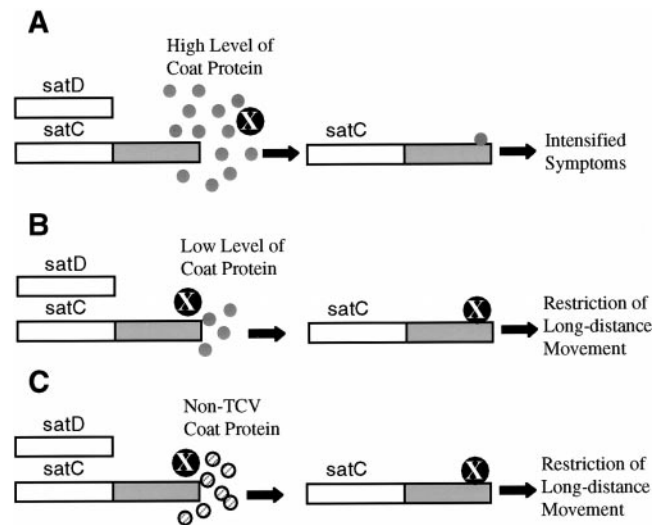 A
High Level of
Coat Protein
satD
satC
X
satC
Intensified
Symptoms
B
Low Level of
Coat Protein
satD
satC
X
satC
X
Restriction of
Long-distance
Movement
C
Non-TCV
Coat Protein
satD
satC
X
satC
X
Restriction of
Long-distance
Movement